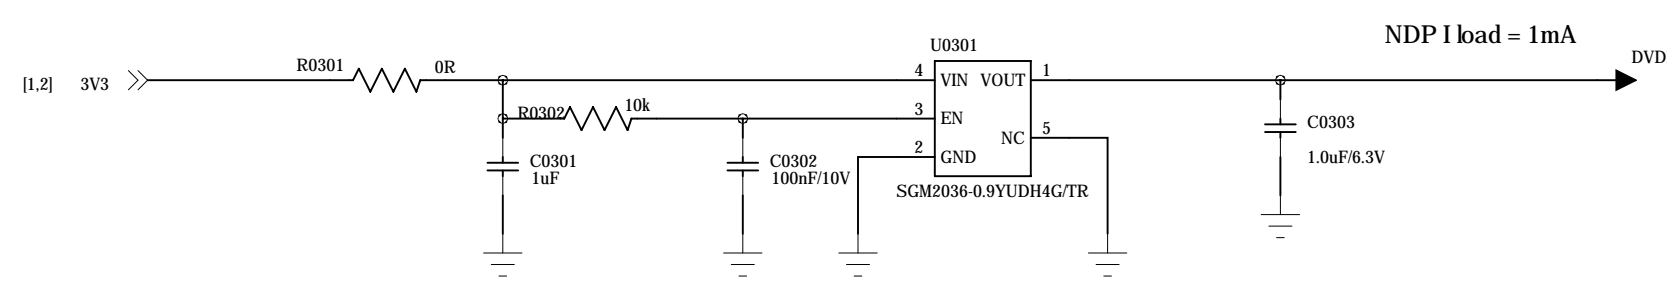 NDP I load = 1mA
U0301
DVD
[1,2]
3V3
R0301
0R
4
VIN
VOUT
1
R0302
10k
3
EN
NC
5
2
GND
C0301
1uF
C0302
100nF/10V
SGM2036-0.9YUDH4G/TR
C0303
1.0uF/6.3V